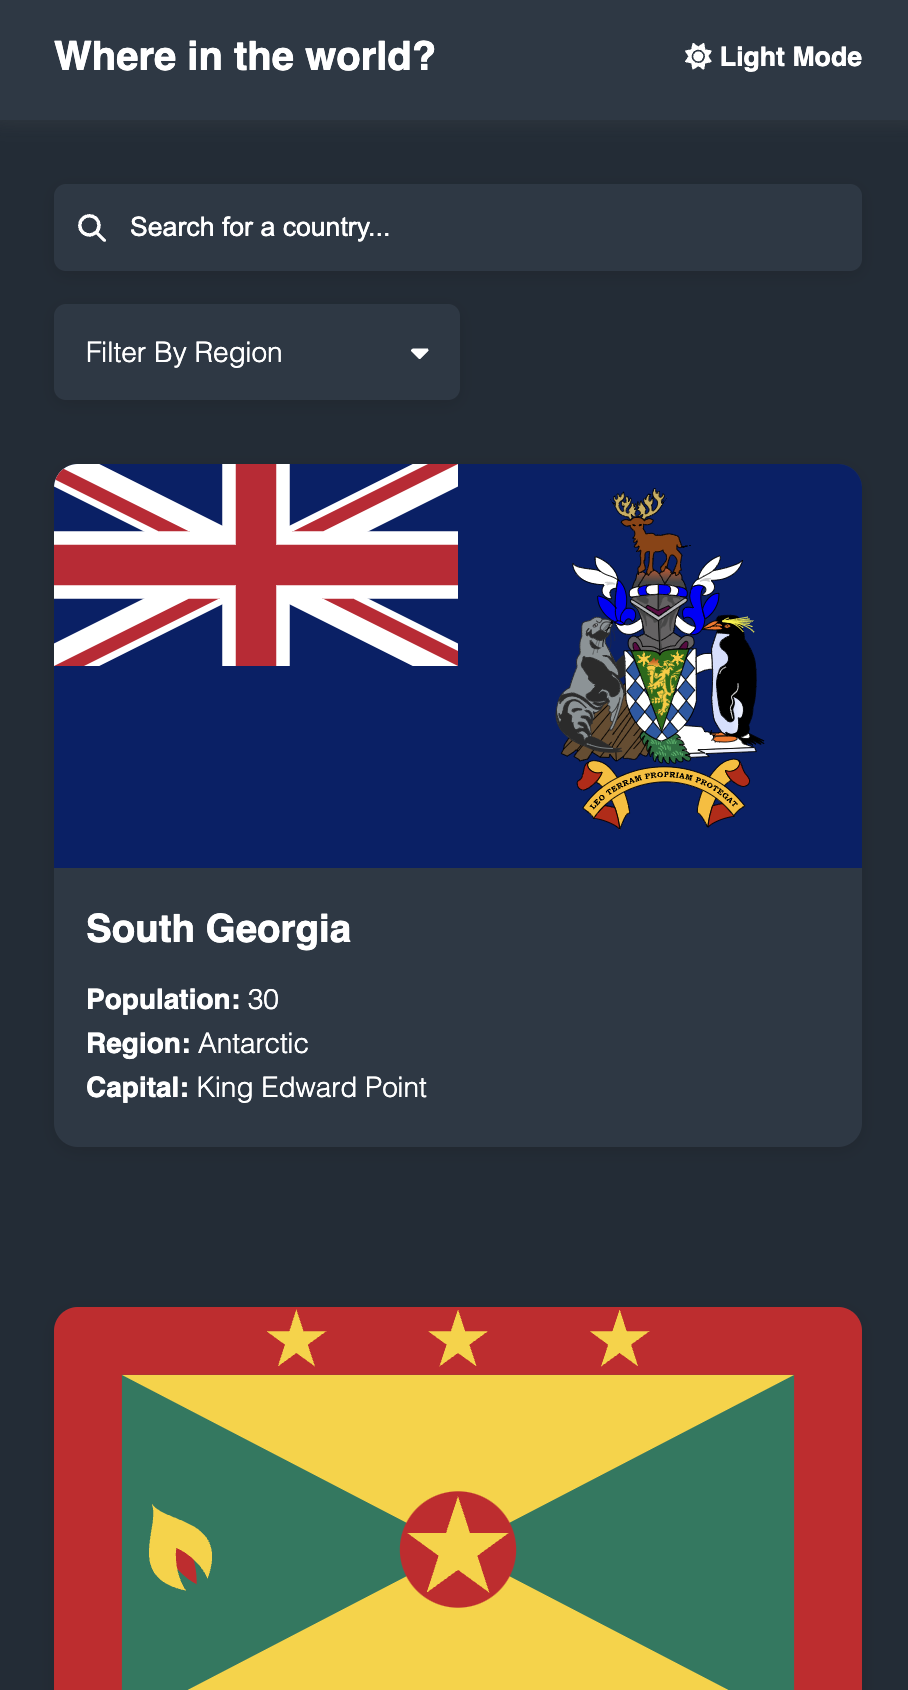 Where in the world?
Light Mode
Search for a country...
Filter By Region
LEO TERRAM PROPRIAM PROTEGAT
South Georgia
Population: 30
Region: Antarctic
Capital: King Edward Point